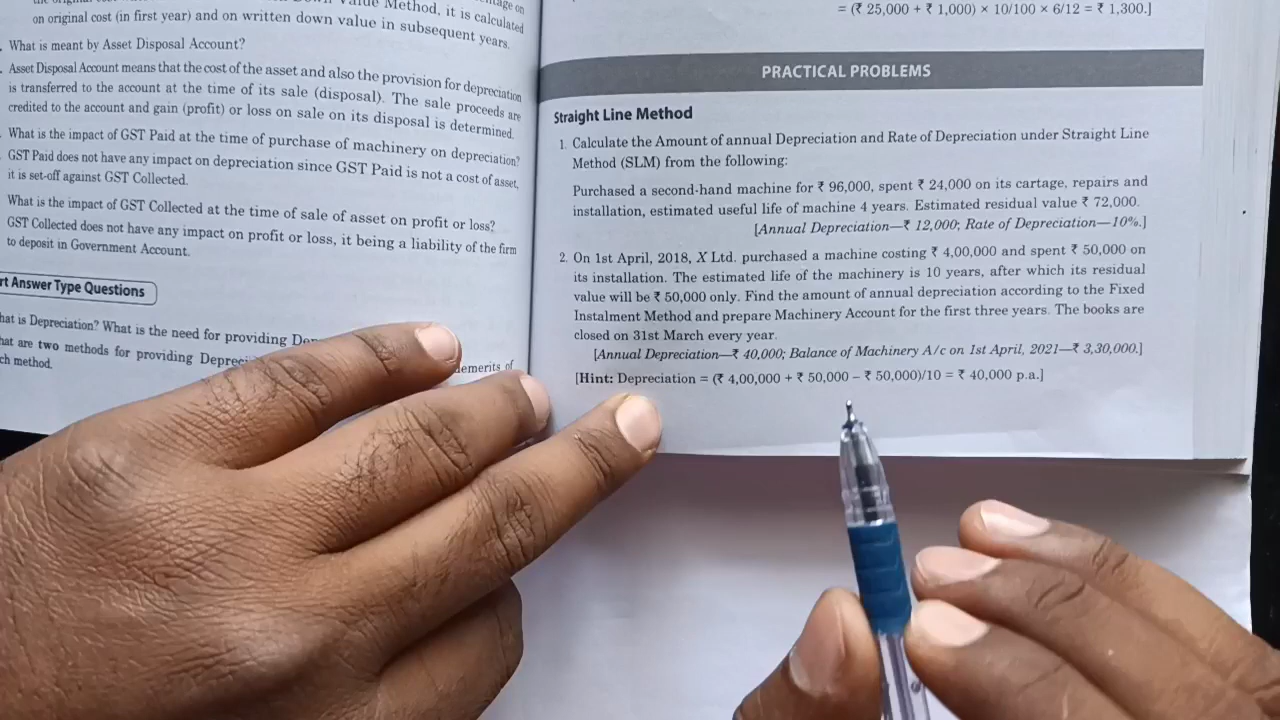 Value Method, it is calculated
on original cost (in first year) and on written down value in subsequent years.
What is meant by Asset Disposal Account?
Asset Disposal Account means that the cost of the asset and also the provision for depreciation
is transferred to the account at the time of its sale (disposal). The sale proceeds are
credited to the account and gain (profit) or loss on sale on its disposal is determined.
What is the impact of GST Paid at the time of purchase of machinery on depreciation?
GST Paid does not have any impact on depreciation since GST Paid is not a cost of asset,
it is set-off against GST Collected.
What is the impact of GST Collected at the time of sale of asset on profit or loss?
GST Collected does not have any impact on profit or loss, it being a liability of the firm
to deposit in Government Account.
Answer Type Questions
is Depreciation? What is the need for providing
are two methods for providing
method.
= (₹ 25,000 + ₹ 1,000) × 10/100 × 6/12 = ₹ 1,300.]
PRACTICAL PROBLEMS
Straight Line Method
1. Calculate the Amount of annual Depreciation and Rate of Depreciation under Straight Line
Method (SLM) from the following:
Purchased a second-hand machine for ₹ 96,000, spent ₹ 24,000 on its cartage, repairs and
installation, estimated useful life of machine 4 years. Estimated residual value ₹ 72,000.
[Annual Depreciation—₹ 12,000; Rate of Depreciation—10%.]
2. On 1st April, 2018, X Ltd. purchased a machine costing ₹ 4,00,000 and spent ₹ 50,000 on
its installation. The estimated life of the machinery is 10 years, after which its residual
value will be ₹ 50,000 only. Find the amount of annual depreciation according to the Fixed
Instalment Method and prepare Machinery Account for the first three years. The books are
closed on 31st March every year.
[Annual Depreciation—₹ 40,000; Balance of Machinery A/c on 1st April, 2021—₹ 3,30,000.]
[Hint: Depreciation = (₹ 4,00,000 + ₹ 50,000 – ₹ 50,000)/10 = ₹ 40,000 p.a.]